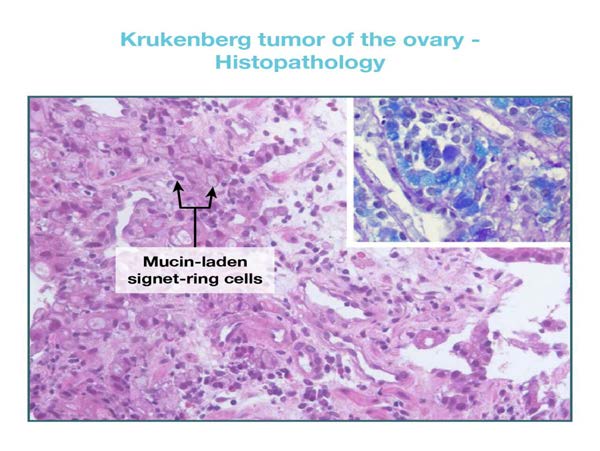 Krukenberg tumor of the ovary -
Histopathology
Mucin-laden
signet-ring cells